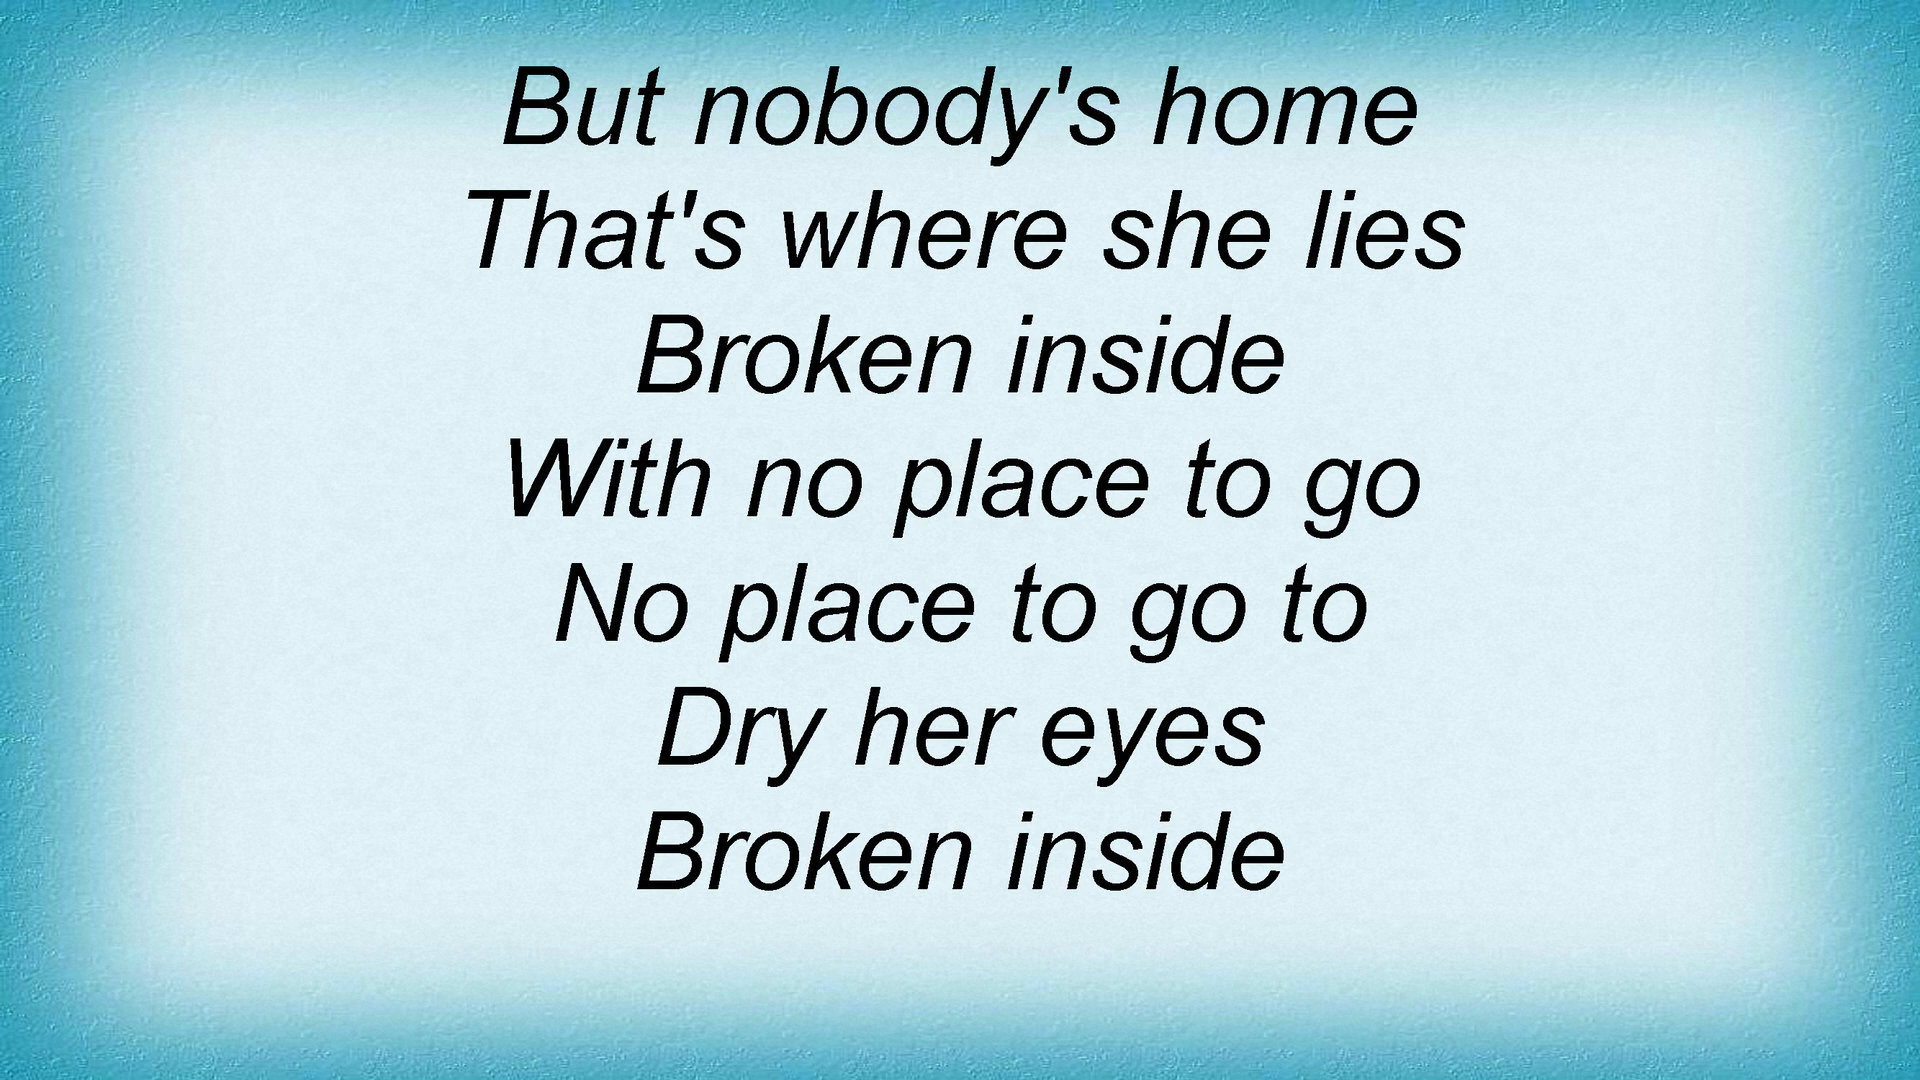 But nobody's home
That's where she lies
Broken inside
With no place to go
No place to go to
Dry her eyes
Broken inside